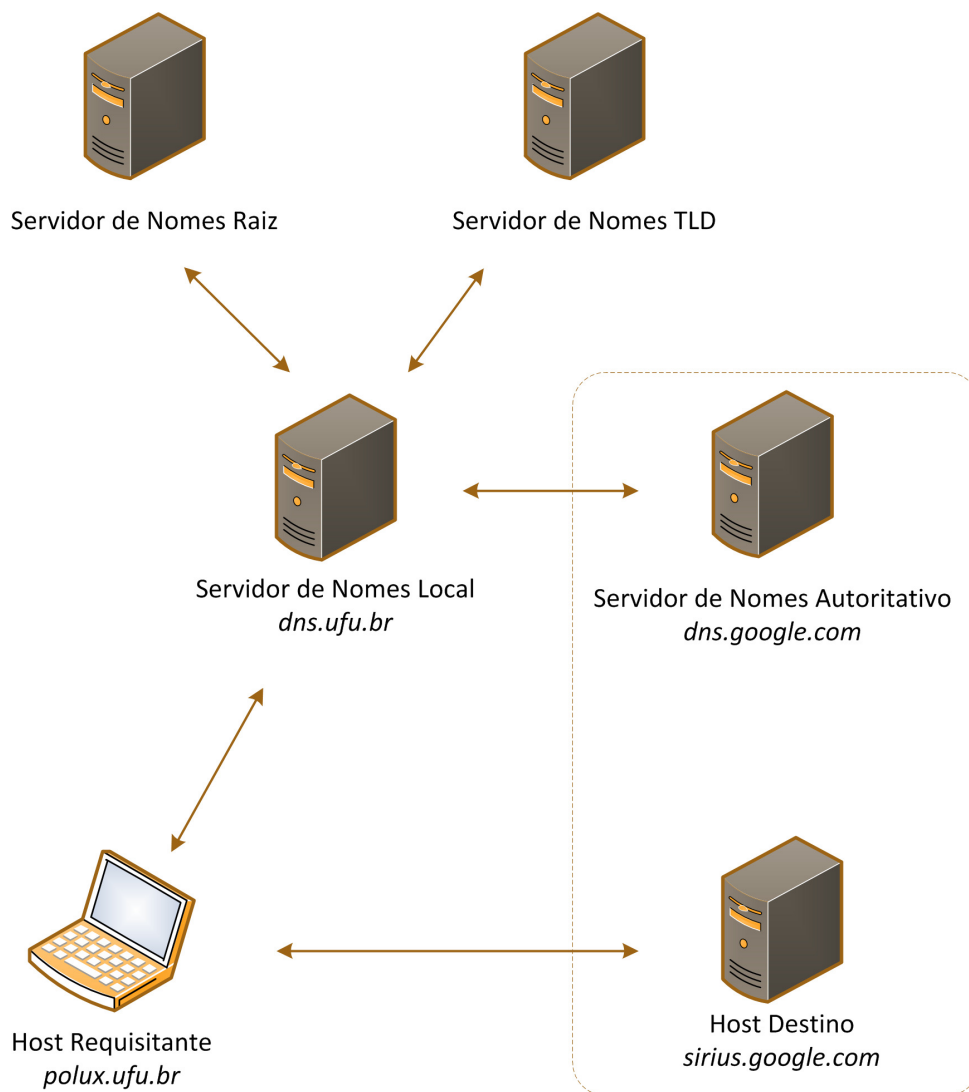 Servidor de Nomes Raiz
Servidor de Nomes TLD
Servidor de Nomes Local
dns.ufu.br
Servidor de Nomes Autoritativo
dns.google.com
Host Requisitante
polux.ufu.br
Host Destino
sirius.google.com